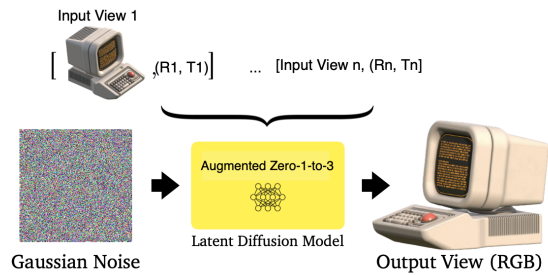 Input View 1
[ ,(R1, T1)] ... [Input View n, (Rn, Tn]
Augmented Zero-1-to-3
Latent Diffusion Model
Gaussian Noise
Output View (RGB)